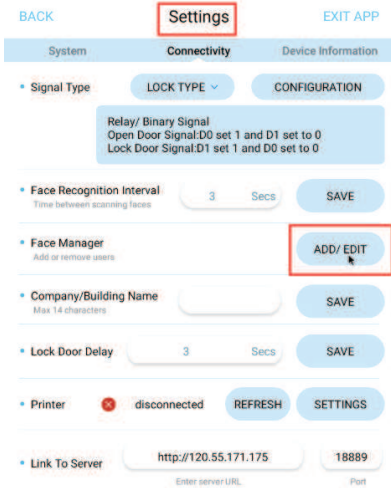 BACK Settings EXIT APP
System Connectivity Device Information
Signal Type LOCK TYPE CONFIGURATION
Relay/ Binary Signal
Open Door Signal:D0 set 1 and D1 set to 0
Lock Door Signal:D1 set 1 and D0 set to 0
Face Recognition Interval 3 Secs SAVE
Time between scanning faces
Face Manager ADD/ EDIT
Add or remove users
Company/Building Name SAVE
Max 14 characters
Lock Door Delay 3 Secs SAVE
Printer disconnected REFRESH SETTINGS
Link To Server http://120.55.171.175 18889
Enter server URL Port